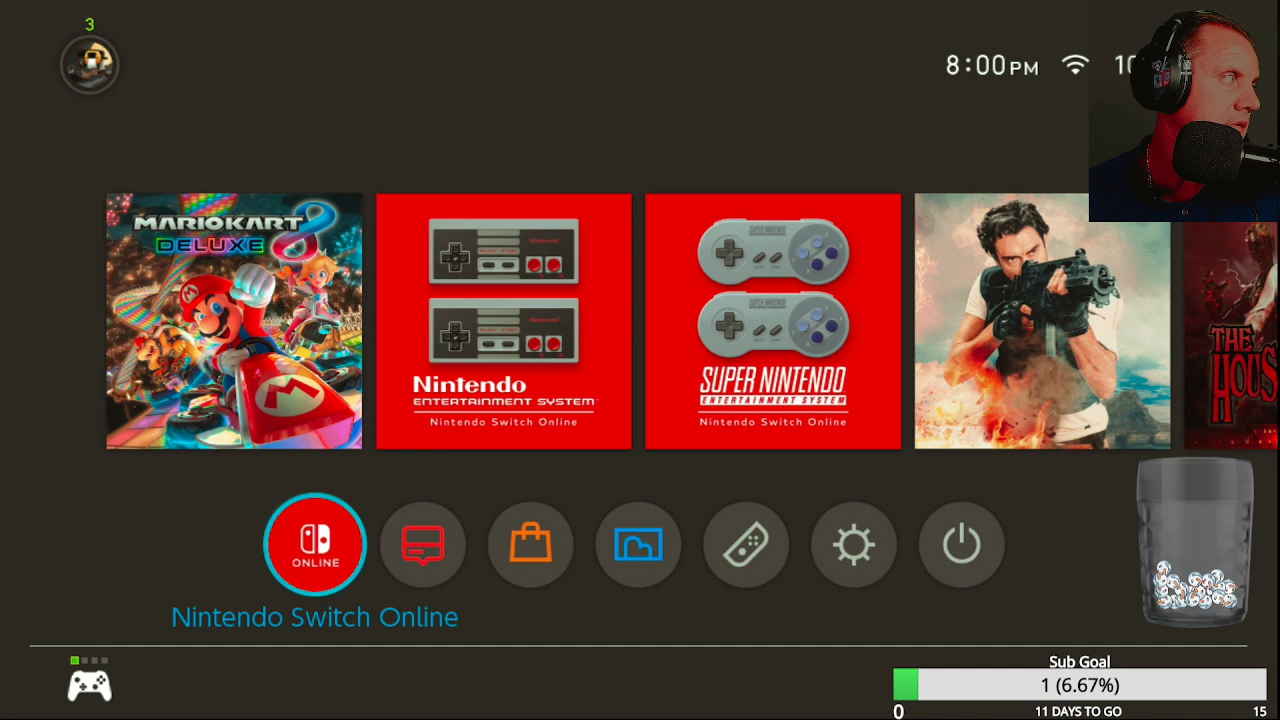 3
8:00PM
MARIOKART 8
DELUXE
Nintendo
ENTERTAINMENT SYSTEM
Nintendo Switch Online
SUPER NINTENDO
ENTERTAINMENT SYSTEM
Nintendo Switch Online
THE
ONLINE
Nintendo Switch Online
Sub Goal
1 (6.67%)
0
11 DAYS TO GO
15